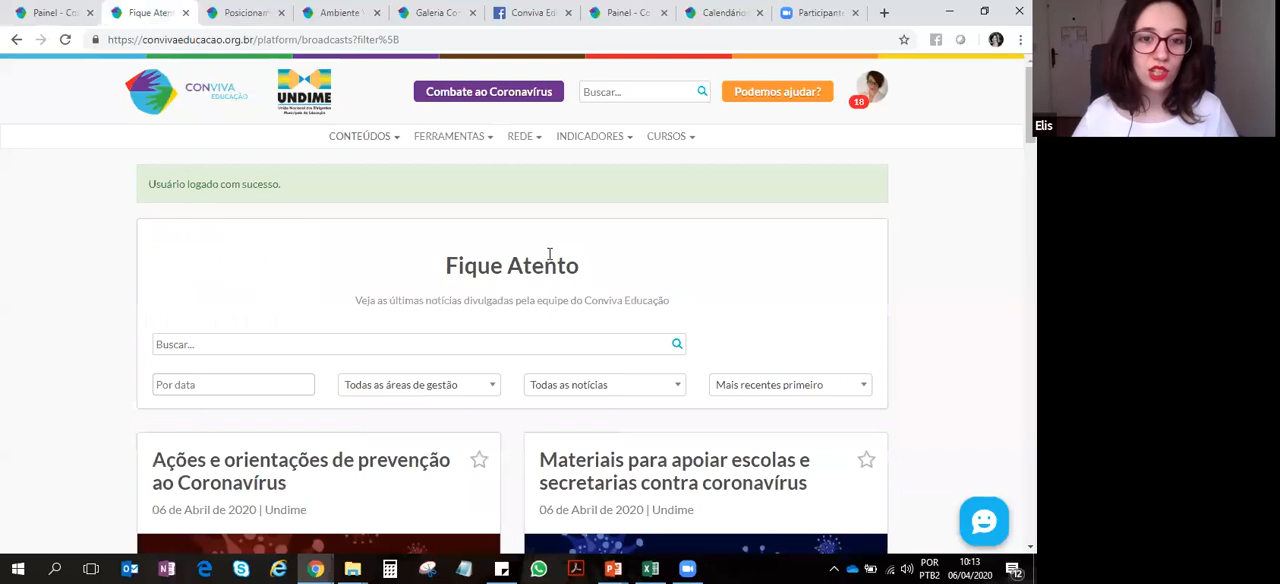 Painel - Co
Fique Aten
Posicionam
Ambiente V
Galeria Co
Conviva Ed
Painel - Co
Calendário
Participante
https://convivaeducacao.org.br/platform/broadcasts?filter%5B
CONVIVA
EDUCAÇÃO
UNDIME
Combate ao Coronavírus
Buscar...
Podemos ajudar?
18
CONTEÚDOS
FERRAMENTAS
REDE
INDICADORES
CURSOS
Usuário logado com sucesso.
Fique Atento
Veja as últimas notícias divulgadas pela equipe do Conviva Educação
Buscar...
Por data
Todas as áreas de gestão
Todas as notícias
Mais recentes primeiro
Ações e orientações de prevenção
ao Coronavírus
06 de Abril de 2020 | Undime
Materiais para apoiar escolas e
secretarias contra coronavírus
06 de Abril de 2020 | Undime
Elis
POR
PTB2
10:13
06/04/2020
12